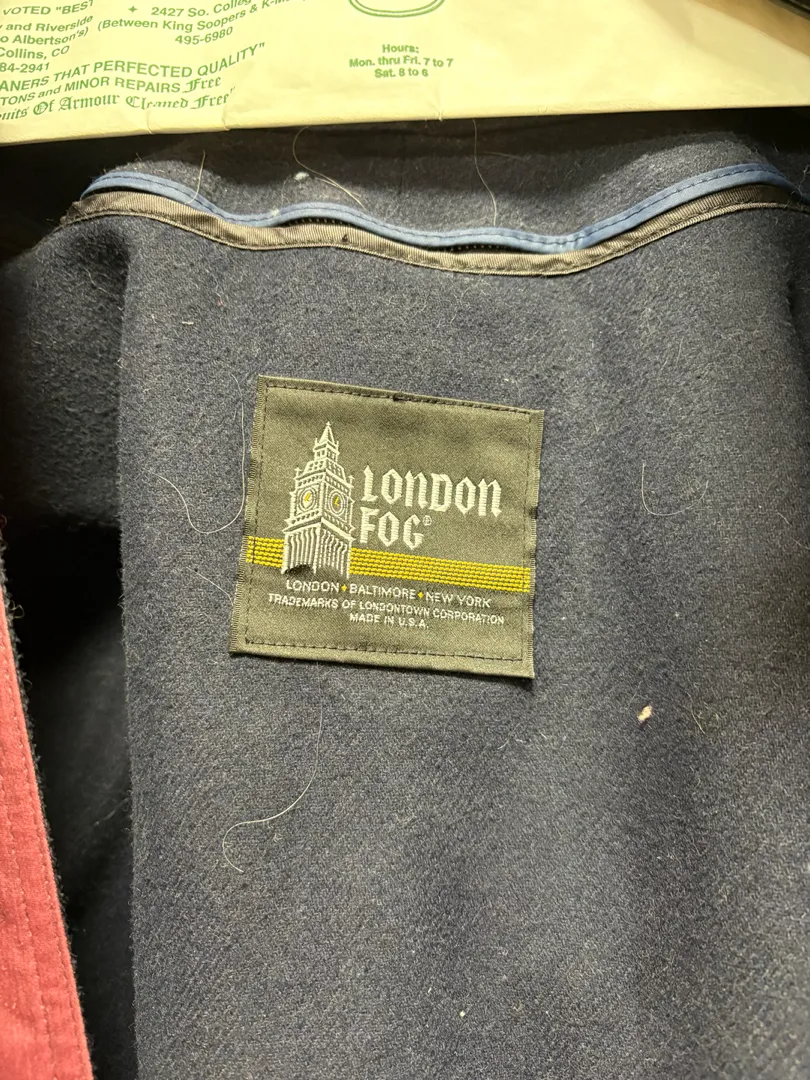 VOTED "BEST
and Riverside
o Albertson's)
Collins, CO
84-2941
✦ 2427 So. Colleg
(Between King Soopers & K-M
495-6980
ANERS THAT PERFECTED QUALITY"
TONS and MINOR REPAIRS Free
uits Of Armour Cleaned Free"
Hours:
Mon. thru Fri. 7 to 7
Sat. 8 to 6
LONDON
FOG®
LONDON ♦ BALTIMORE ♦ NEW YORK
TRADEMARKS OF LONDONTOWN CORPORATION
MADE IN U.S.A.